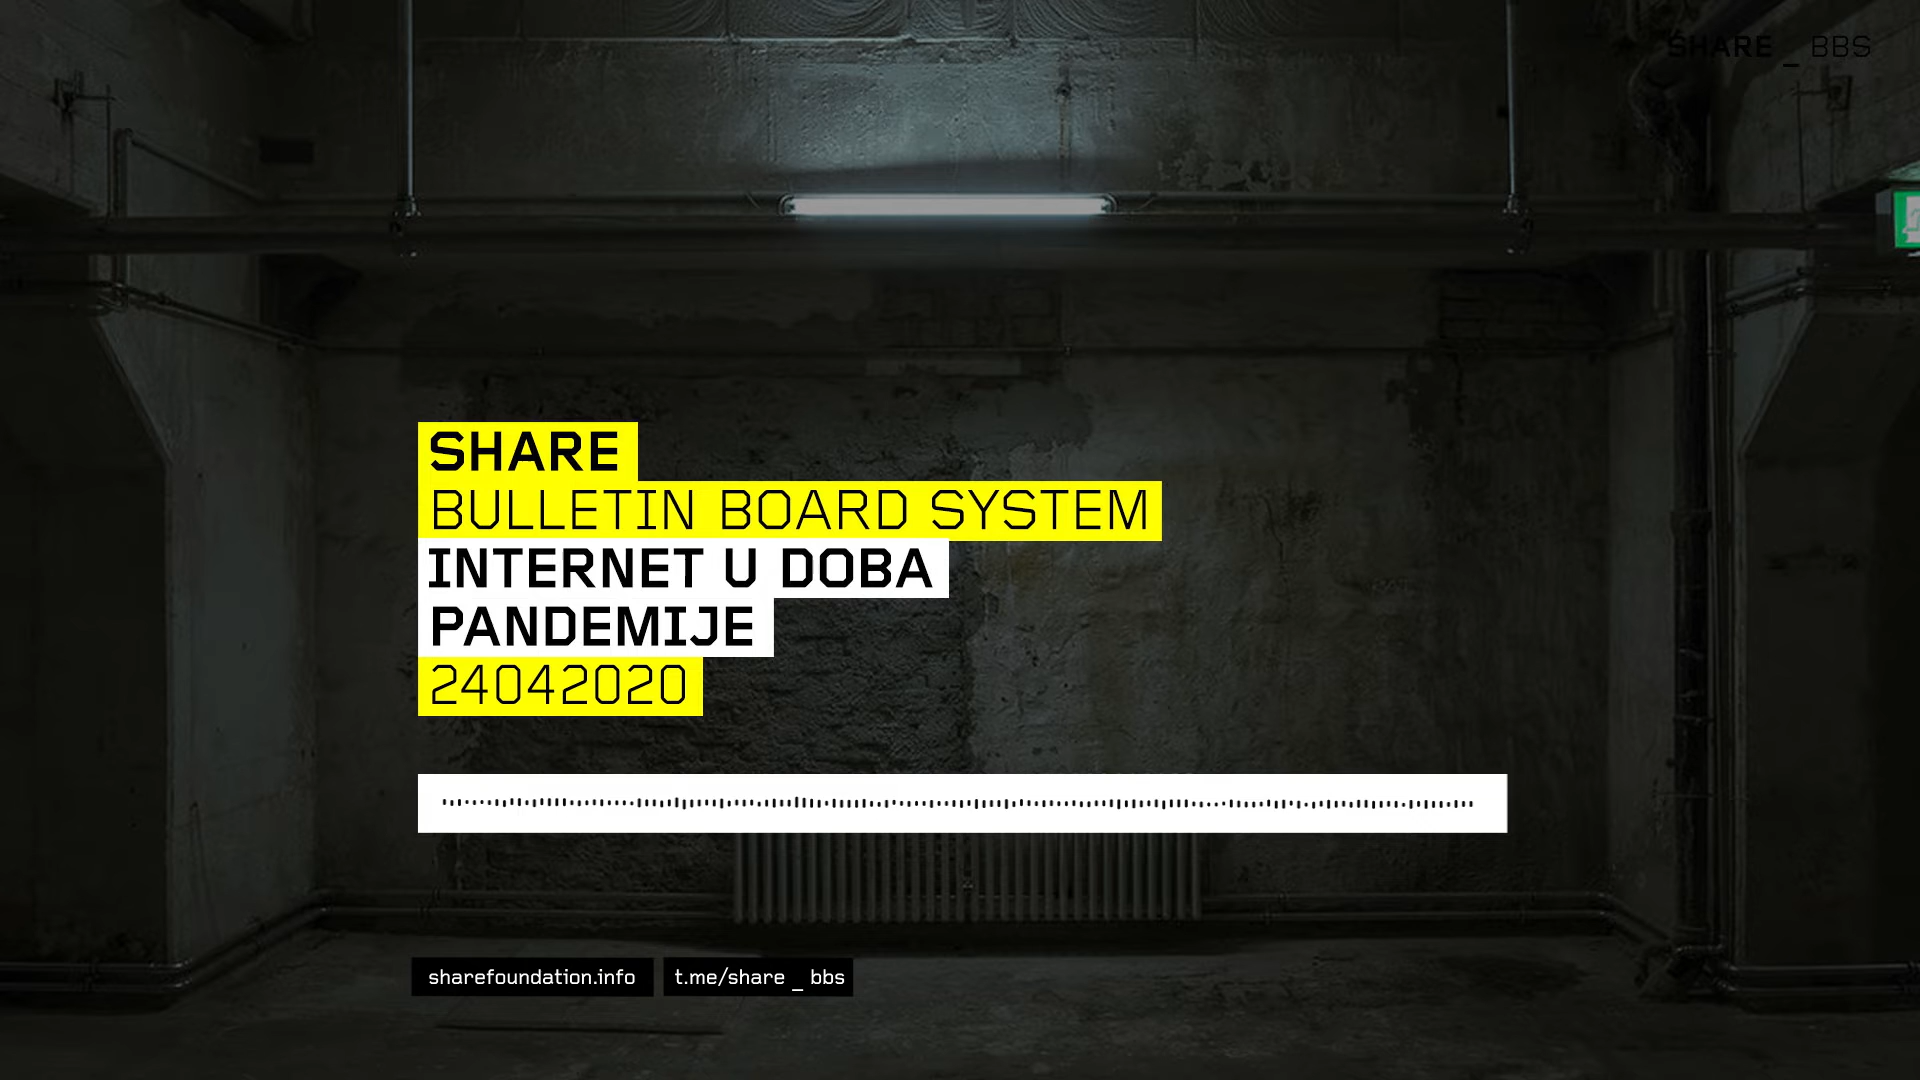 SHARE _ BBS
SHARE
BULLETIN BOARD SYSTEM
INTERNET U DOBA
PANDEMIJE
24042020
sharefoundation.info
t.me/share _ bbs